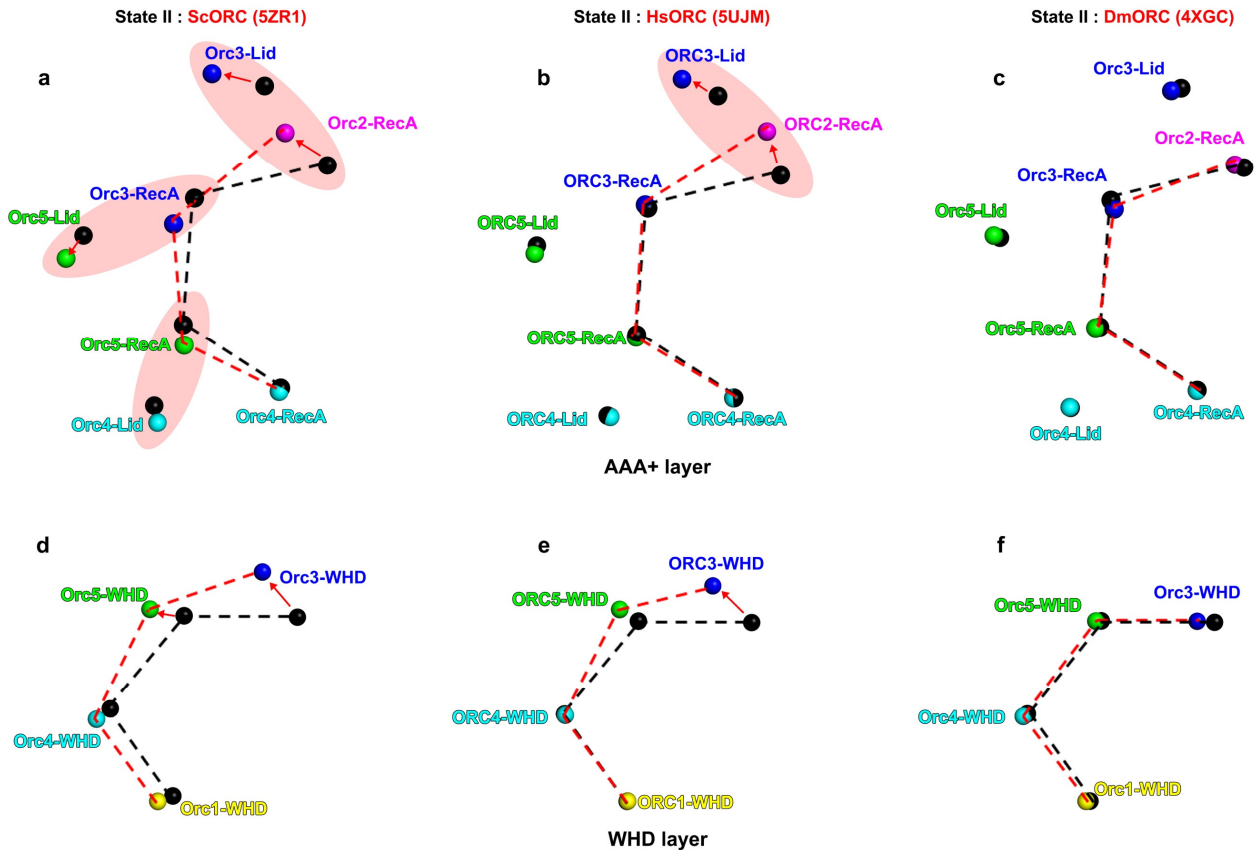 State II : ScORC (5ZR1)
State II : HsORC (5UJM)
State II : DmORC (4XGC)
a
Orc3-Lid
Orc2-RecA
Orc3-RecA
Orc5-Lid
Orc5-RecA
Orc4-Lid
Orc4-RecA
b
ORC3-Lid
ORC2-RecA
ORC3-RecA
ORC5-Lid
ORC5-RecA
ORC4-Lid
ORC4-RecA
c
Orc3-Lid
Orc2-RecA
Orc3-RecA
Orc5-Lid
Orc5-RecA
Orc4-RecA
Orc4-Lid
AAA+ layer
d
Orc3-WHD
Orc5-WHD
Orc4-WHD
Orc1-WHD
e
ORC3-WHD
ORC5-WHD
ORC4-WHD
ORC1-WHD
f
Orc5-WHD
Orc3-WHD
Orc4-WHD
Orc1-WHD
WHD layer